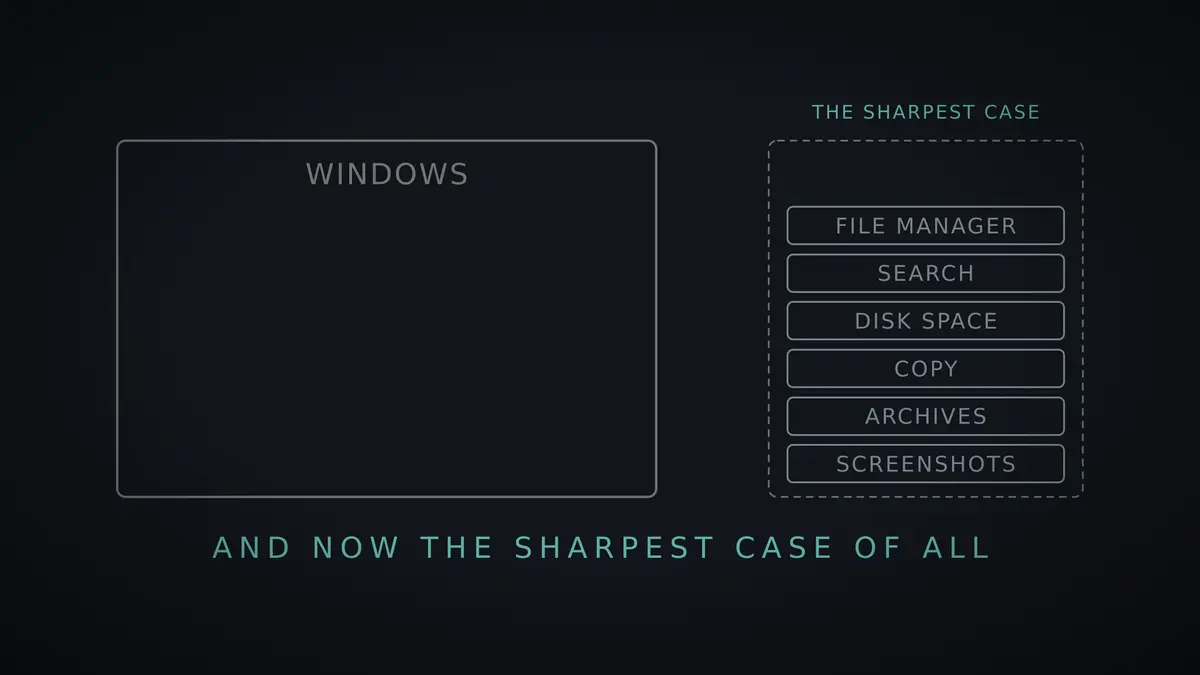 THE SHARPEST CASE
WINDOWS
FILE MANAGER
SEARCH
DISK SPACE
COPY
ARCHIVES
SCREENSHOTS
AND NOW THE SHARPEST CASE OF ALL